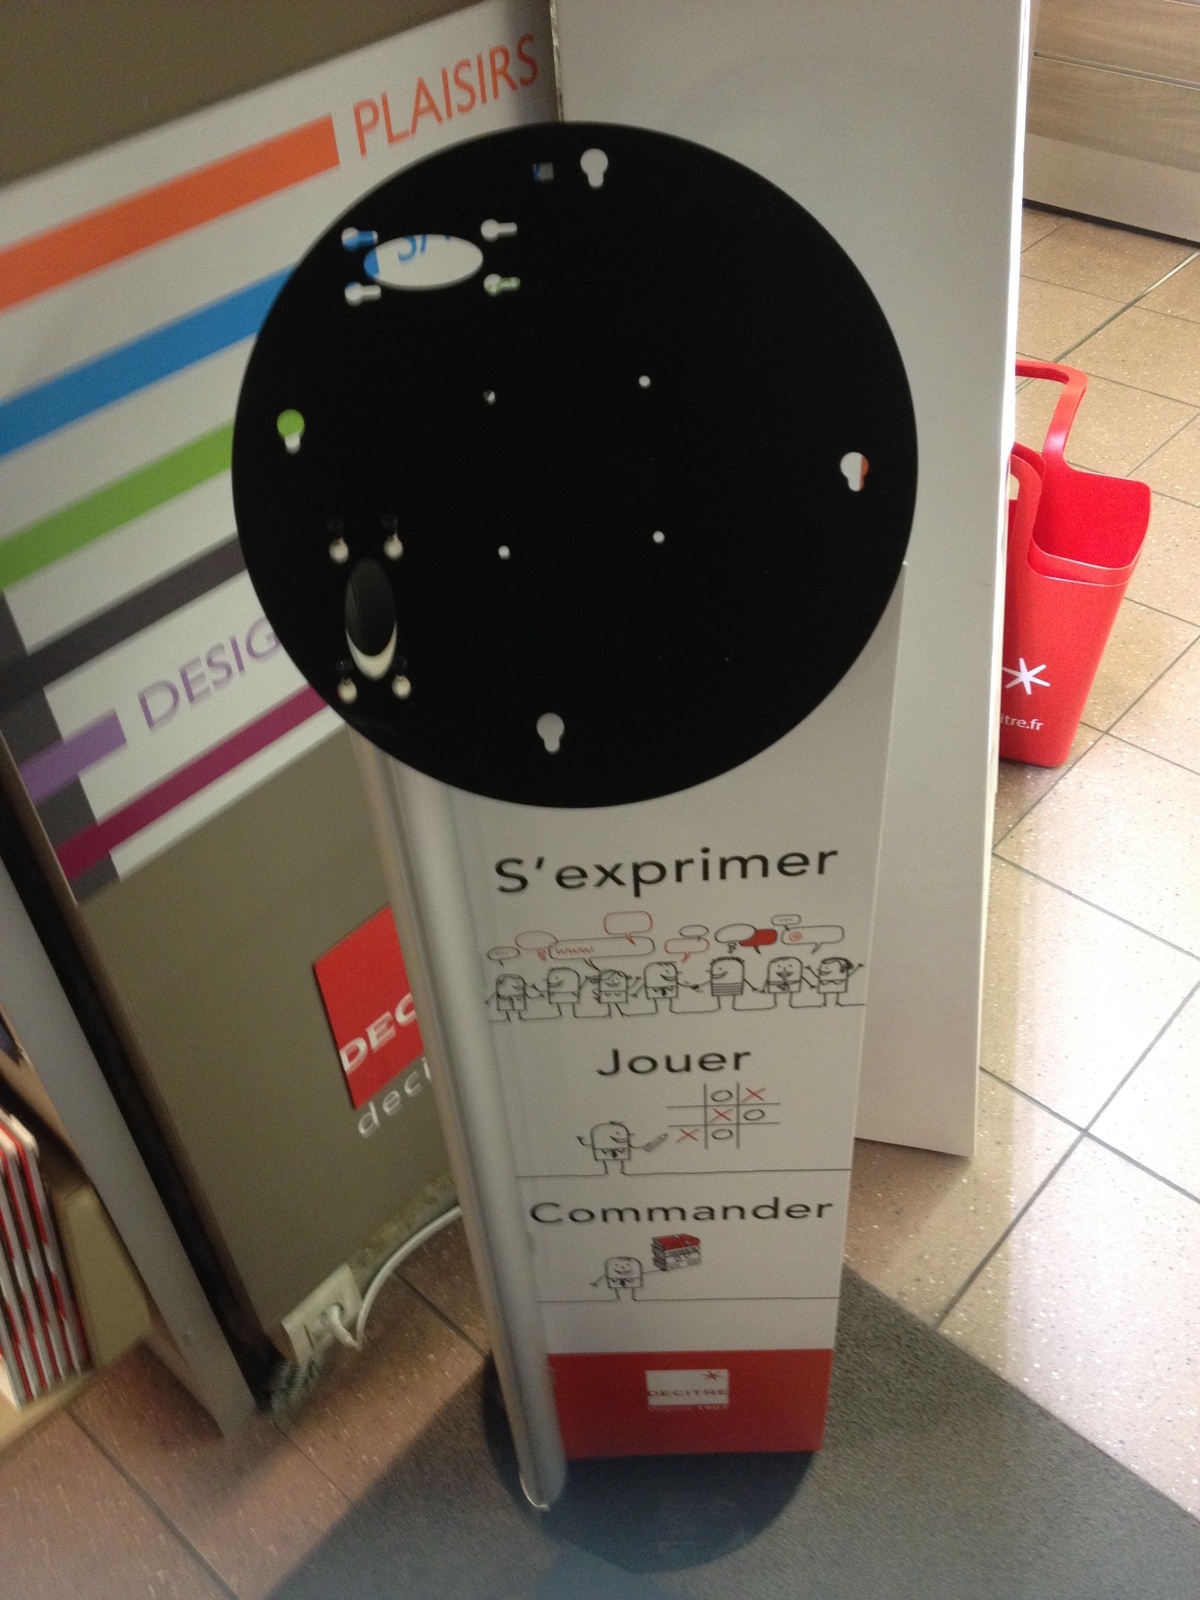 PLAISIRS
DESIG
DEC
deci
S'exprimer
www
Jouer
O X
X O
X O
Commander
DECITRE
itre.fr